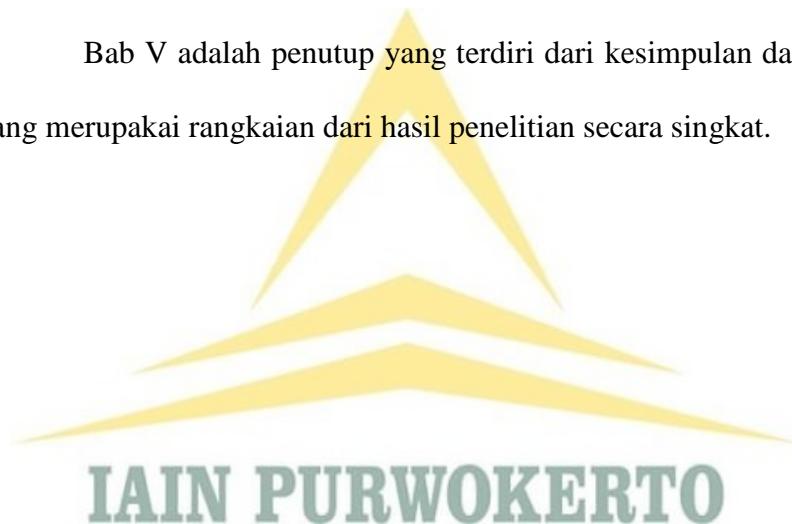 Bab V adalah penutup yang terdiri dari kesimpulan da
ang merupakai rangkaian dari hasil penelitian secara singkat.
IAIN PURWOKERTO